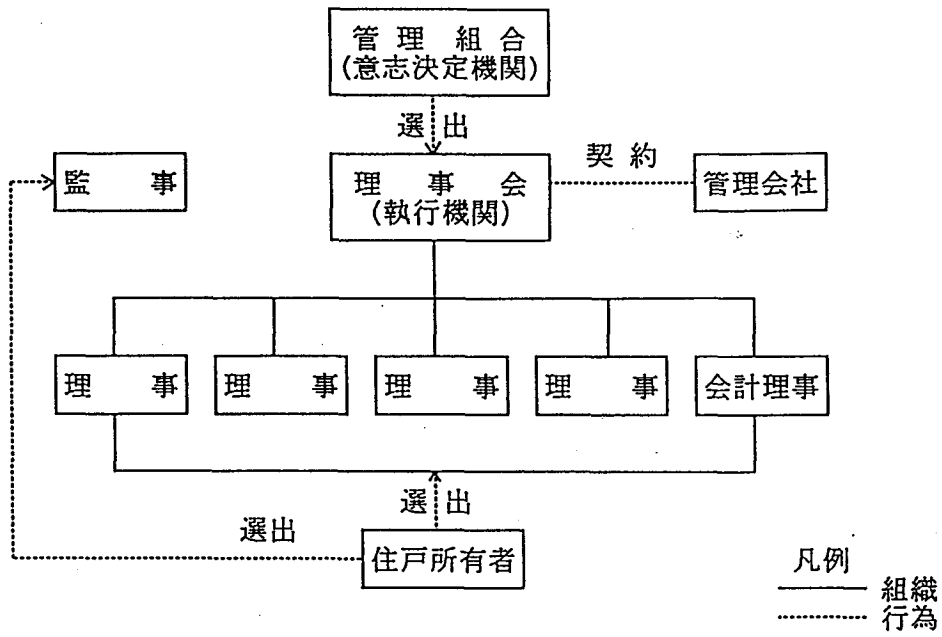 管理組合
(意志決定機関)
選出
契約
監事
理事会
(執行機関)
管理会社
理事
理事
理事
理事
会計理事
選出
選出
住戸所有者
凡例
組織
行為